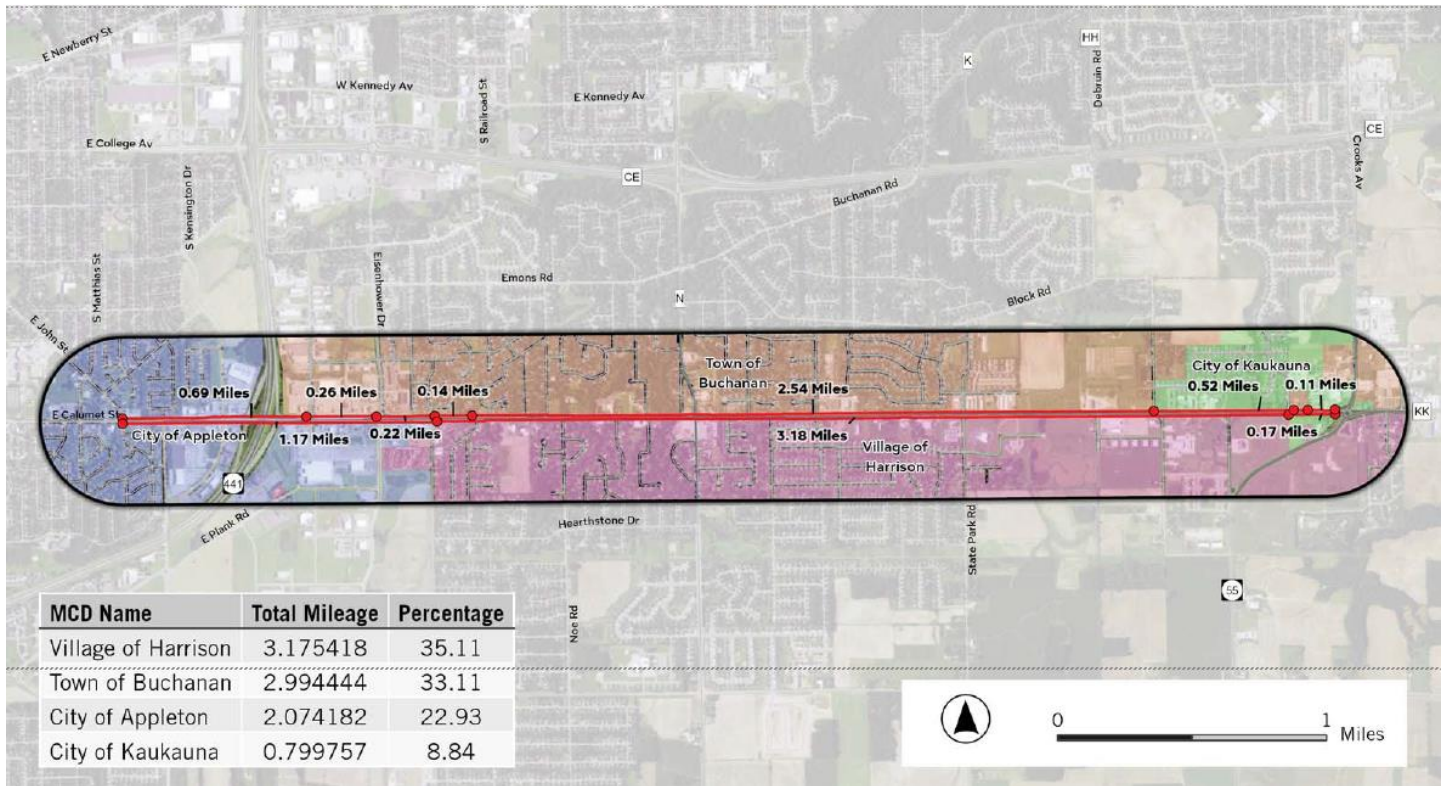 E Newberry St
HH
K
Debruin Rd
W Kennedy Av
S Railroad St
E Kennedy Av
E College Av
CE
Crooks Av
CE
S Kensington Dr
Buchanan Rd
S Matthias St
Eisenhower Dr
Emons Rd
N
Block Rd
E John St
Town of
Buchanan
City of Kaukauna
0.69 Miles
0.26 Miles
0.14 Miles
2.54 Miles
0.52 Miles
0.11 Miles
E Calumet St
KK
City of Appleton
1.17 Miles
0.22 Miles
3.18 Miles
0.17 Miles
Village of
Harrison
441
E Plank Rd
Hearthstone Dr
State Park Rd
55
Noe Rd
MCD Name Total Mileage Percentage
Village of Harrison 3.175418 35.11
Town of Buchanan 2.994444 33.11
City of Appleton 2.074182 22.93
City of Kaukauna 0.799757 8.84
0 1
Miles